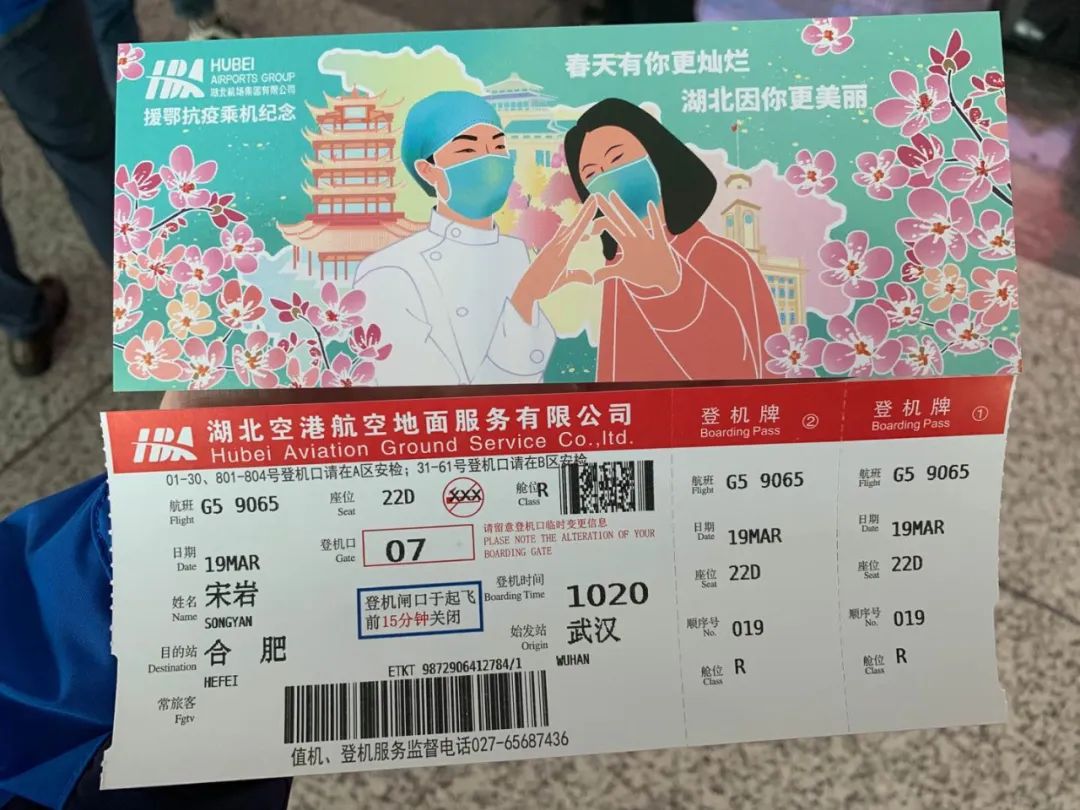 HUBEI
AIRPORTS GROUP
湖北机场集团有限公司
援鄂抗疫乘机纪念
春天有你更灿烂
湖北因你更美丽
湖北空港航空地面服务有限公司
Hubei Aviation Ground Service Co.,ltd.
登机牌 ②
Boarding Pass
登机牌 ①
Boarding Pass
01-30、801-804号登机口请在A区安检;31-61号登机口请在B区安检
航班 G5 9065
Flight
座位 22D
Seat
XXX
舱位 R
Class
日期 19MAR
Date
登机口 07
Gate
请留意登机口临时变更信息
PLEASE NOTE THE ALTERATION OF YOUR
BOARDING GATE
姓名 宋岩
Name SONGYAN
登机闸口于起飞
前15分钟关闭
登机时间 1020
Boarding Time
目的站 合 肥
Destination HEFEI
始发站 武汉
Origin WUHAN
ETKT 9872906412784/1
常旅客
Fgtv
值机、登机服务监督电话027-65687436
航班 G5 9065
Flight
日期 19MAR
Date
座位 22D
Seat
顺序号 019
No.
舱位 R
Class
航班 G5 9065
Flight
日期 19MAR
Date
座位 22D
Seat
顺序号 019
No.
舱位 R
Class